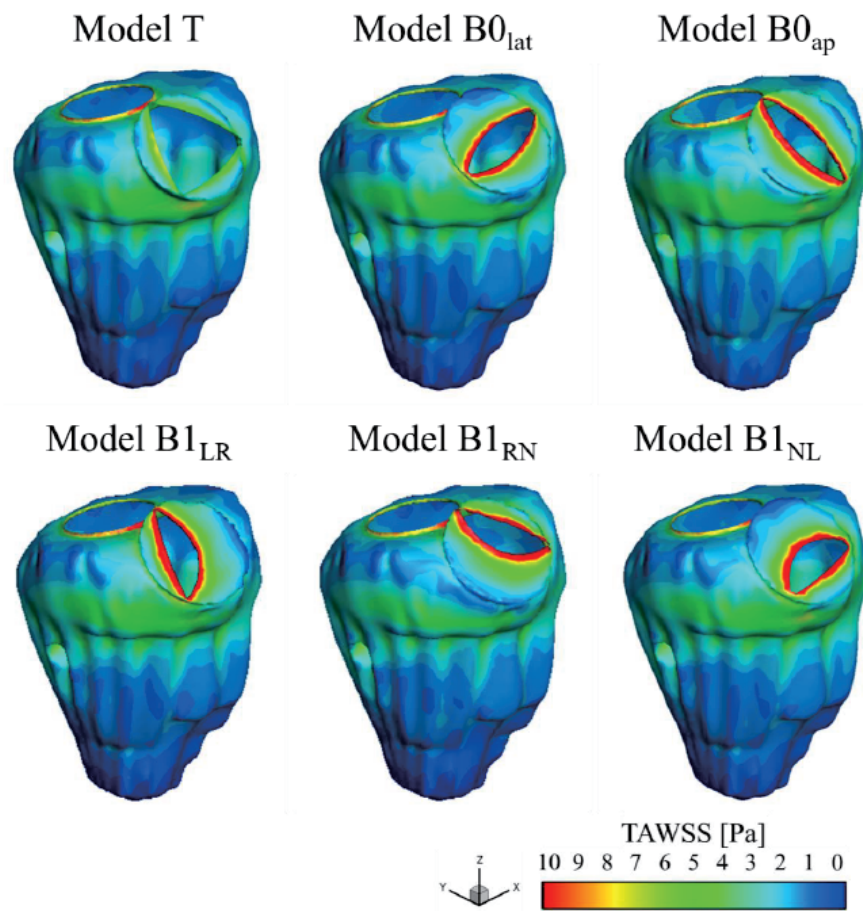 Model T Model B0lat Model B0ap
Model B1LR Model B1RN Model B1NL
TAWSS [Pa]
10 9 8 7 6 5 4 3 2 1 0
Z
Y X